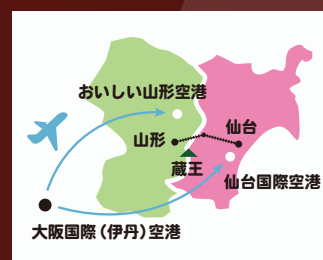 おいしい山形空港
仙台
山形
蔵王
仙台国際空港
大阪国際（伊丹）空港